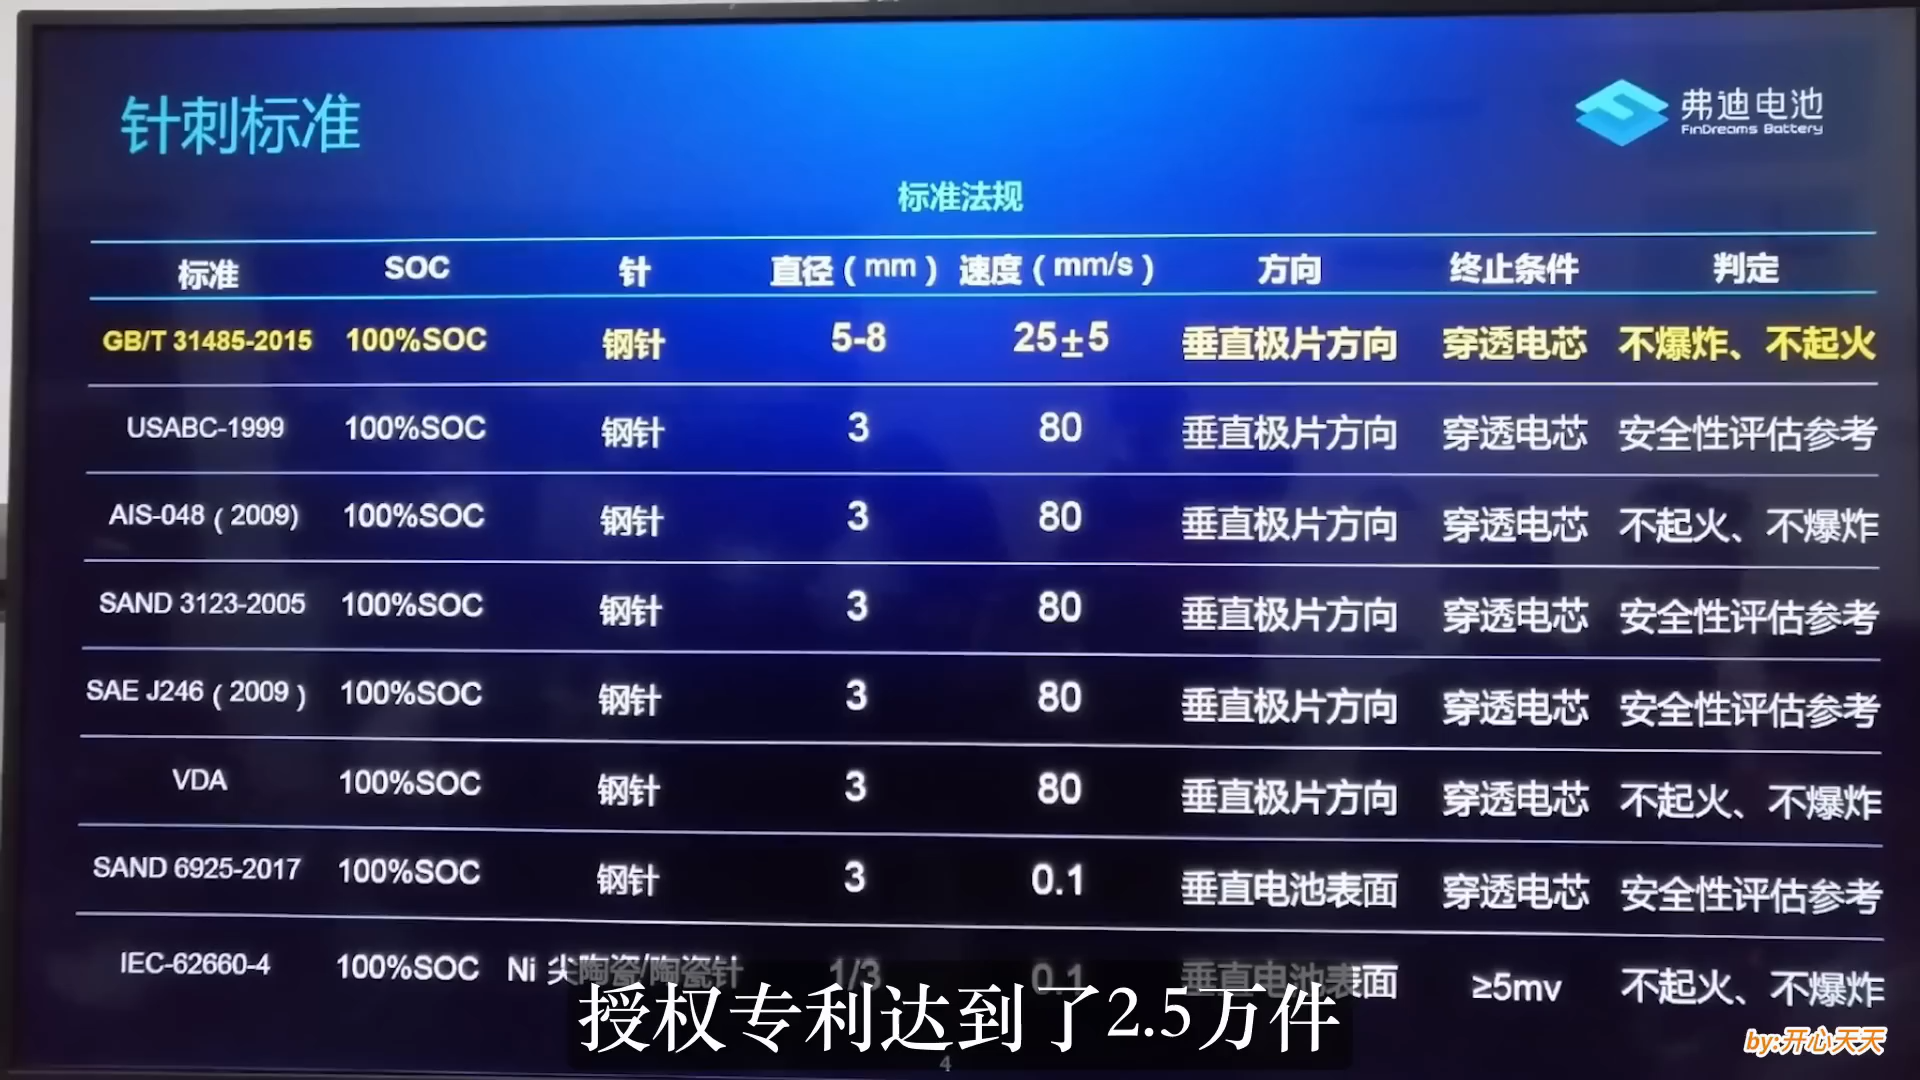 针刺标准
弗迪电池
FinDreams Battery
标准法规
标准 SOC 针 直径（mm） 速度（mm/s） 方向 终止条件 判定
GB/T 31485-2015 100%SOC 钢针 5-8 25±5 垂直极片方向 穿透电芯 不爆炸、不起火
USABC-1999 100%SOC 钢针 3 80 垂直极片方向 穿透电芯 安全性评估参考
AIS-048（2009) 100%SOC 钢针 3 80 垂直极片方向 穿透电芯 不起火、不爆炸
SAND 3123-2005 100%SOC 钢针 3 80 垂直极片方向 穿透电芯 安全性评估参考
SAE J246（2009） 100%SOC 钢针 3 80 垂直极片方向 穿透电芯 安全性评估参考
VDA 100%SOC 钢针 3 80 垂直极片方向 穿透电芯 不起火、不爆炸
SAND 6925-2017 100%SOC 钢针 3 0.1 垂直电池表面 穿透电芯 安全性评估参考
IEC-62660-4 100%SOC Ni 尖陶瓷/陶瓷针 1/3 0.1 垂直电池表面 ≥5mv 不起火、不爆炸
授权专利达到了2.5万件
by:开心天天
4